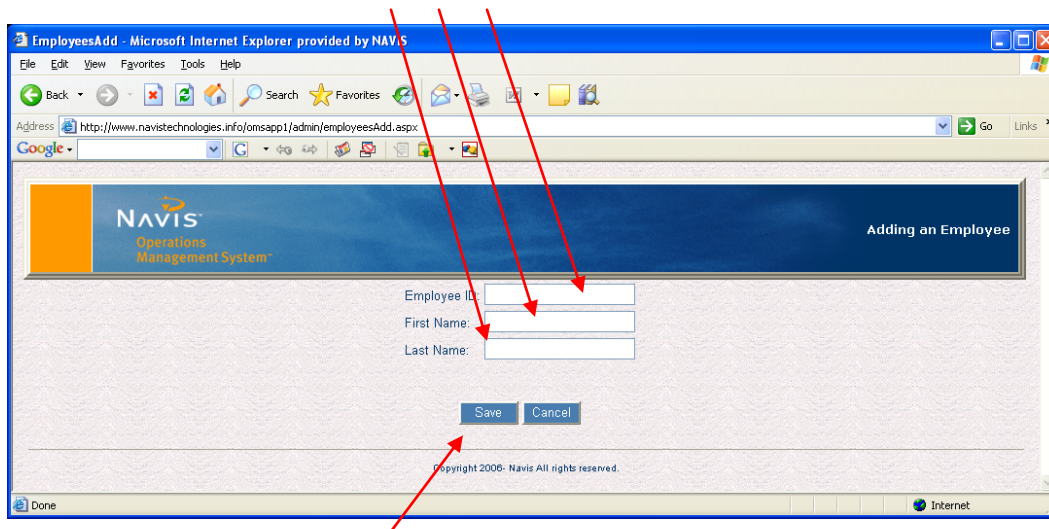 EmployeesAdd - Microsoft Internet Explorer provided by NAVIS
File Edit View Favorites Tools Help
Back Search Favorites
Address http://www.navistechnologies.info/omsapp1/admin/employeesAdd.aspx Go Links
Google
NAVIS
Operations
Management System™
Adding an Employee
Employee ID:
First Name:
Last Name:
Save Cancel
Copyright 2006- Navis All rights reserved.
Done Internet